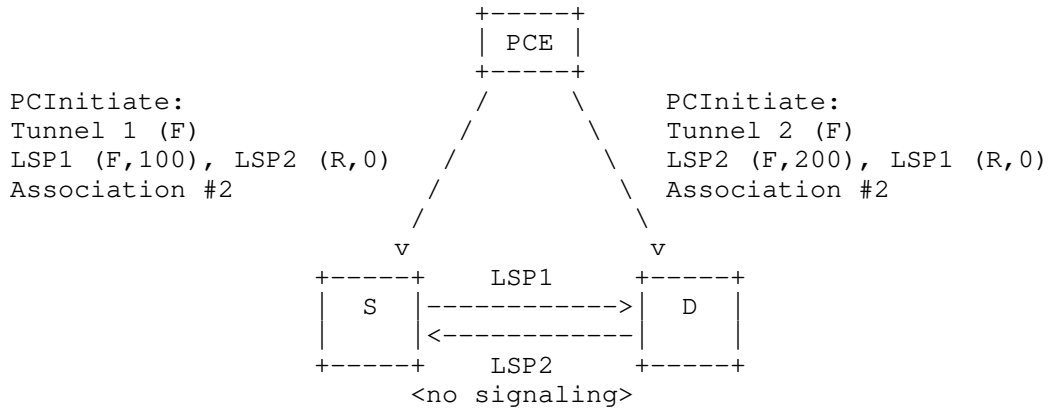 PCE
PCInitiate: PCInitiate:
Tunnel 1 (F) Tunnel 2 (F)
LSP1 (F,100), LSP2 (R,0) LSP2 (F,200), LSP1 (R,0)
Association #2 Association #2
v v
LSP1
S D
LSP2
<no signaling>